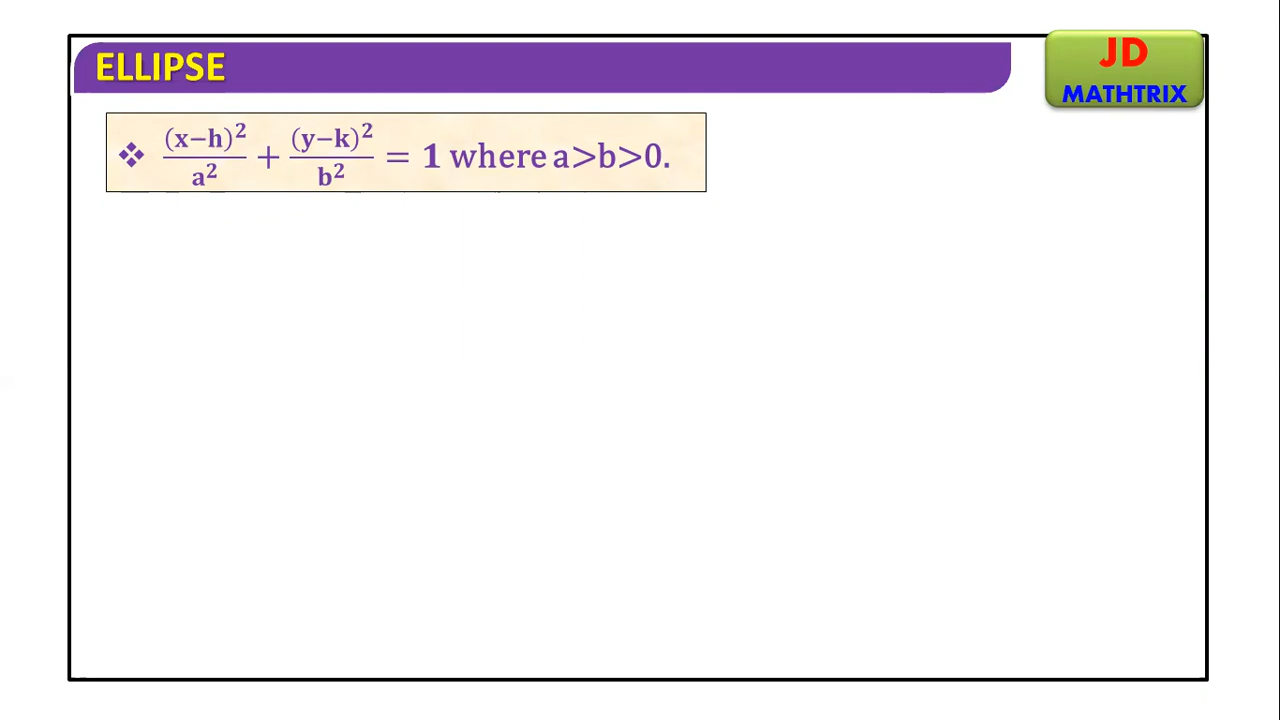 ELLIPSE
JD
MATHTRIX
❖ (x−h)²/a² + (y−k)²/b² = 1 where a>b>0.